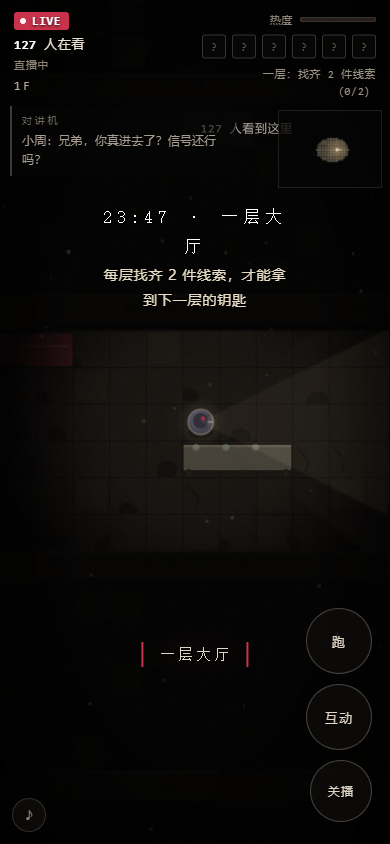 LIVE
热度
127 人在看
直播中
1F
? ? ? ? ? ?
一层: 找齐 2 件线索
(0/2)
对讲机
小周: 兄弟, 你真进去了? 信号还行吗?
127 人看到这里
23:47 · 一层大厅
每层找齐 2 件线索, 才能拿到下一层的钥匙
一层大厅
跑
互动
关播
♪